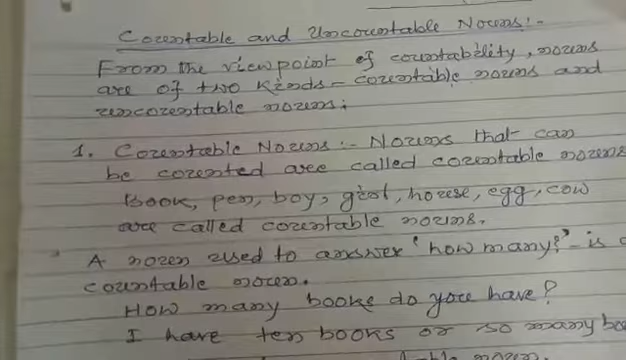 Countable and Uncountable Nouns:-
From the viewpoint of countability, nouns
are of two kinds - countable nouns and
uncountable nouns:
1. Countable Nouns:- Nouns that can
be counted are called countable nouns
Book, pen, boy, girl, house, egg, cow
are called countable nouns.
A noun used to answer 'how many?' is a
countable noun.
How many books do you have?
I have ten books or so many
noun.